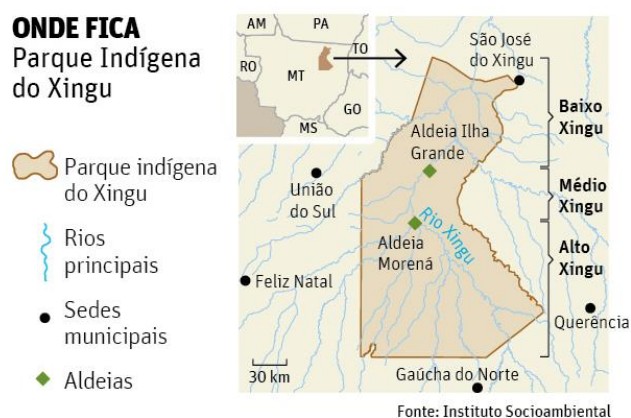 ONDE FICA
Parque Indígena
do Xingu
Parque indígena
do Xingu
Rios
principais
Sedes
municipais
Aldeias
AM
PA
RO
MT
TO
GO
MS
São José
do Xingu
Baixo
Xingu
Aldeia Ilha
Grande
União
do Sul
Médio
Xingu
Rio Xingu
Aldeia
Morená
Alto
Xingu
Feliz Natal
Querência
30 km
Gaúcha do Norte
Fonte: Instituto Socioambiental